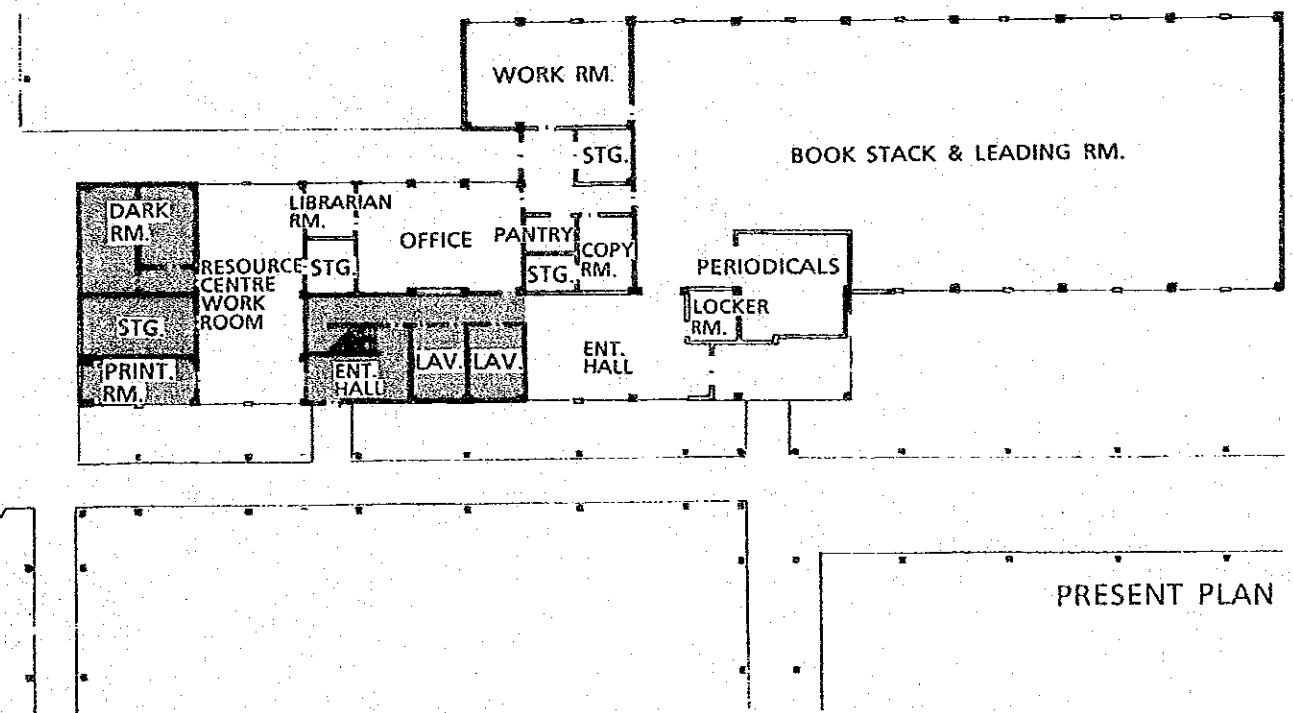 WORK RM.
STG.
BOOK STACK & LEADING RM.
DARK
RM.
LIBRARIAN
RM.
OFFICE
PANTRY
COPY
RM.
STG.
STG.
RESOURCE
CENTRE
WORK
ROOM
PERIODICALS
LOCKER
RM.
STG.
PRINT.
RM.
ENT.
HALL
LAV.
LAV.
ENT.
HALL
PRESENT PLAN